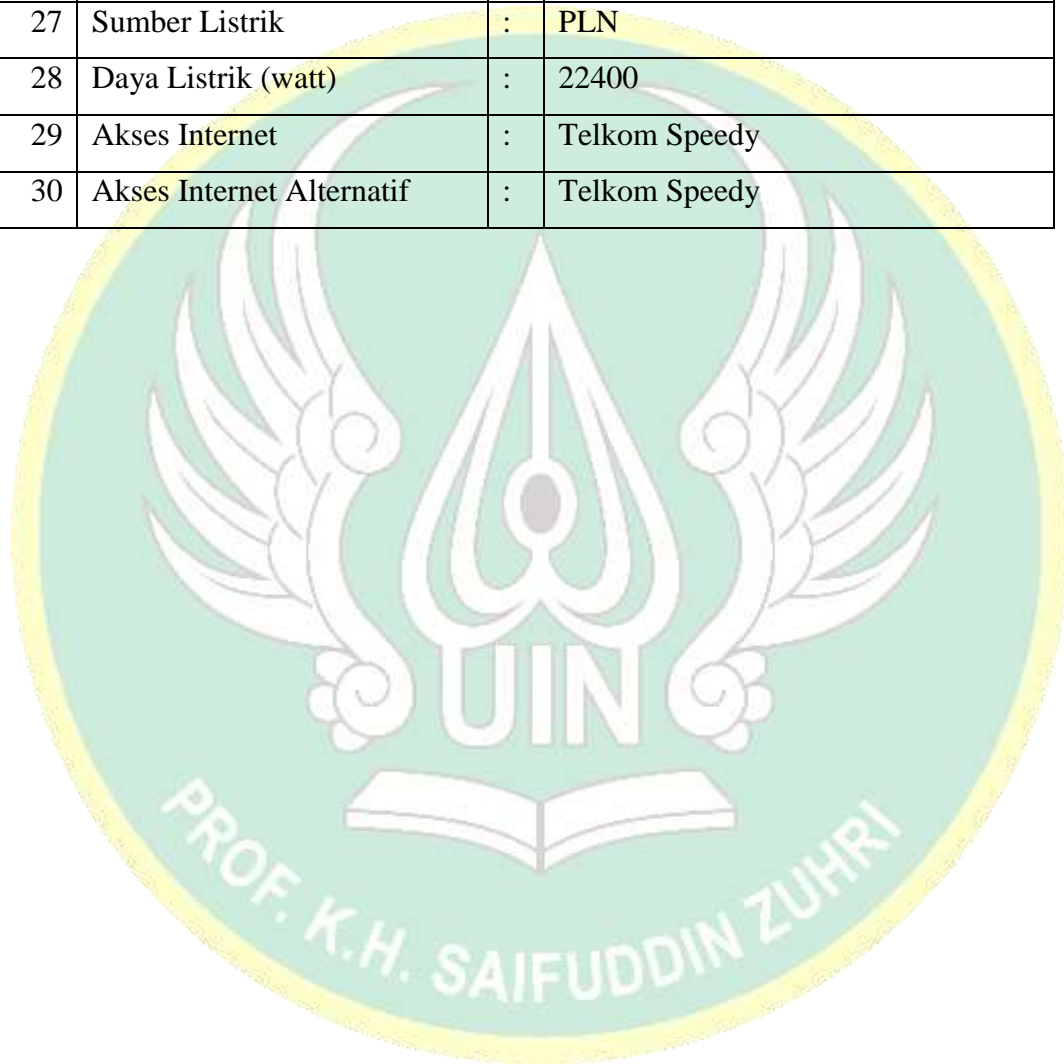 27 Sumber Listrik : PLN
28 Daya Listrik (watt) : 22400
29 Akses Internet : Telkom Speedy
30 Akses Internet Alternatif : Telkom Speedy
UIN
PROF. K.H. SAIFUDDIN ZUHRI